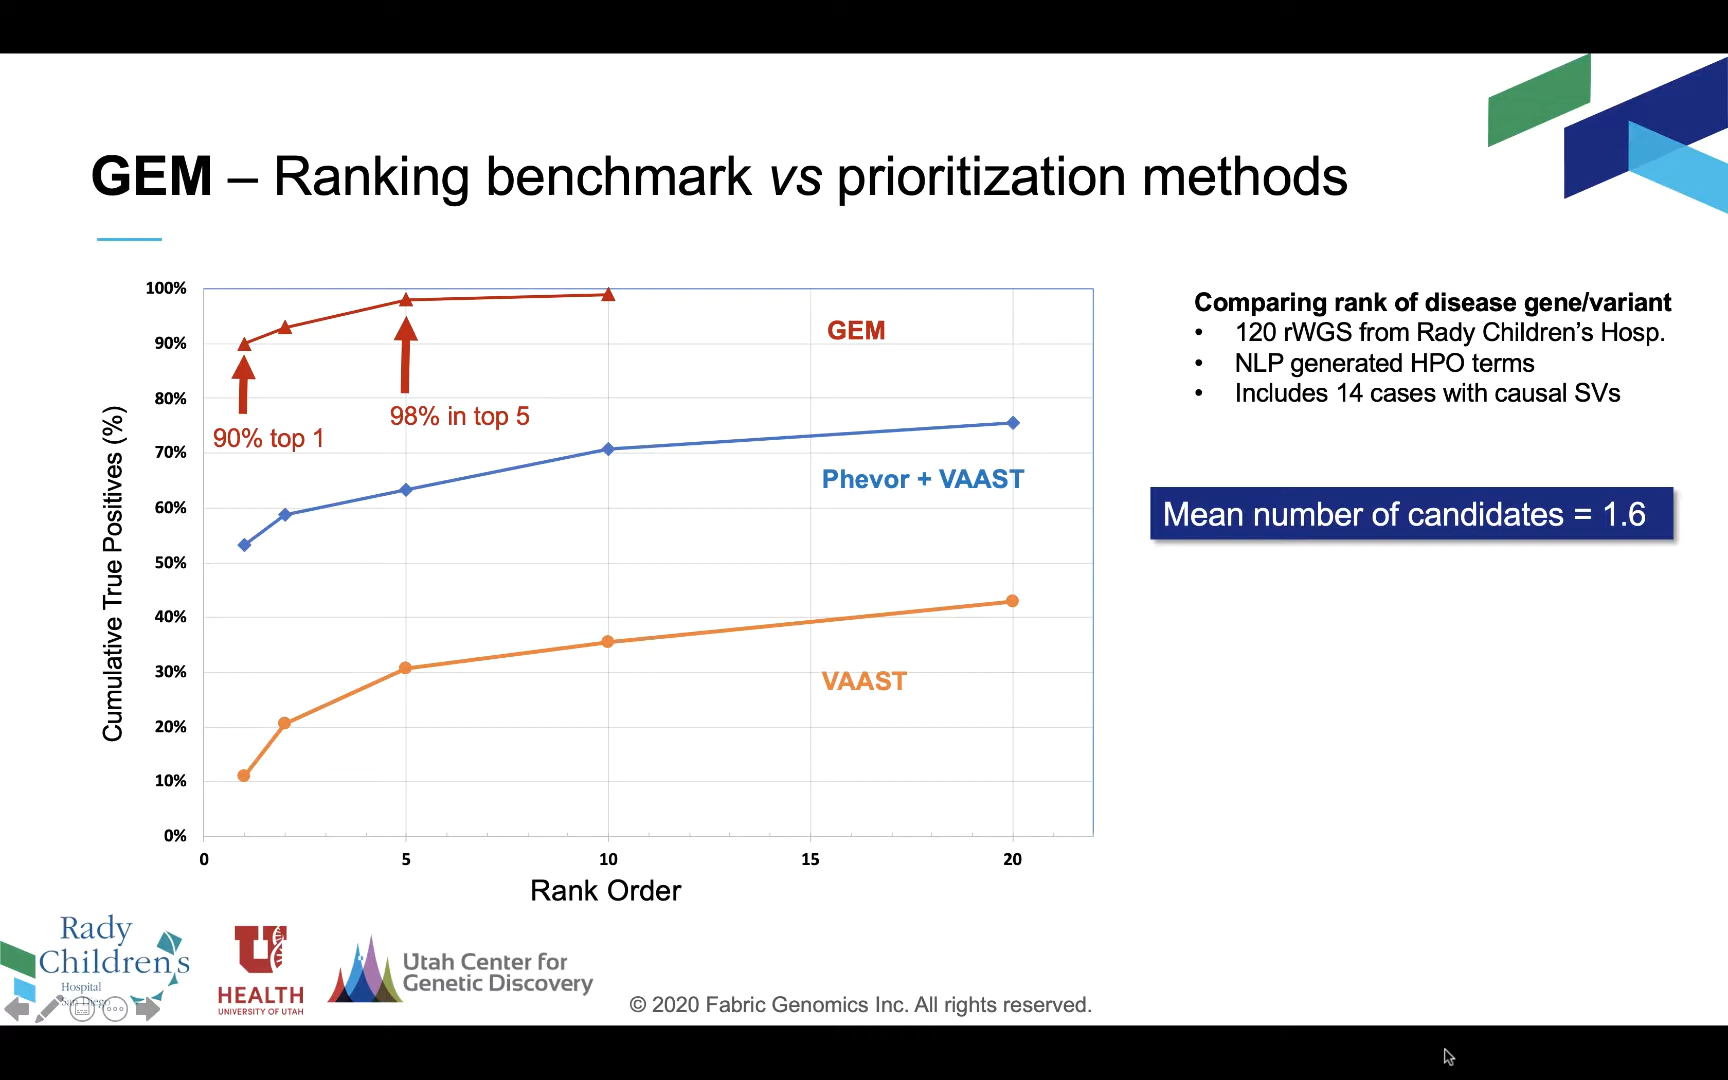 GEM – Ranking benchmark vs prioritization methods
100%
90%
80%
70%
60%
50%
40%
30%
20%
10%
0%
Cumulative True Positives (%)
0 5 10 15 20
Rank Order
GEM
90% top 1
98% in top 5
Phevor + VAAST
VAAST
Comparing rank of disease gene/variant
• 120 rWGS from Rady Children's Hosp.
• NLP generated HPO terms
• Includes 14 cases with causal SVs
Mean number of candidates = 1.6
Rady
Children's
Hospital
San Diego
U
HEALTH
UNIVERSITY OF UTAH
Utah Center for
Genetic Discovery
© 2020 Fabric Genomics Inc. All rights reserved.